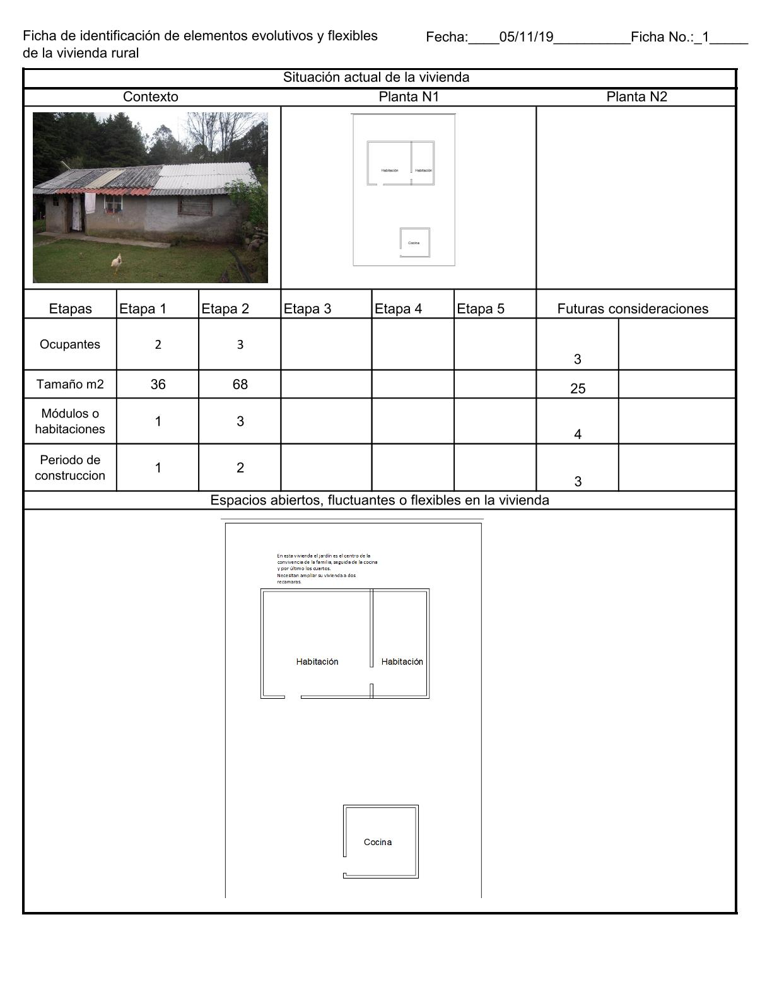 Ficha de identificación de elementos evolutivos y flexibles
de la vivienda rural
Fecha:____05/11/19__________Ficha No.:_1_____
Situación actual de la vivienda
Contexto Planta N1 Planta N2
Habitación Habitación
Cocina
Etapas Etapa 1 Etapa 2 Etapa 3 Etapa 4 Etapa 5 Futuras consideraciones
Ocupantes 2 3 3
Tamaño m2 36 68 25
Módulos o
habitaciones 1 3 4
Periodo de
construccion 1 2 3
Espacios abiertos, fluctuantes o flexibles en la vivienda
En esta vivienda el jardín es el centro de la
convivencia de la familia, seguida de la cocina
y por último los cuartos.
Necesitan ampliar su vivienda a dos
recamaras.
Habitación Habitación
Cocina